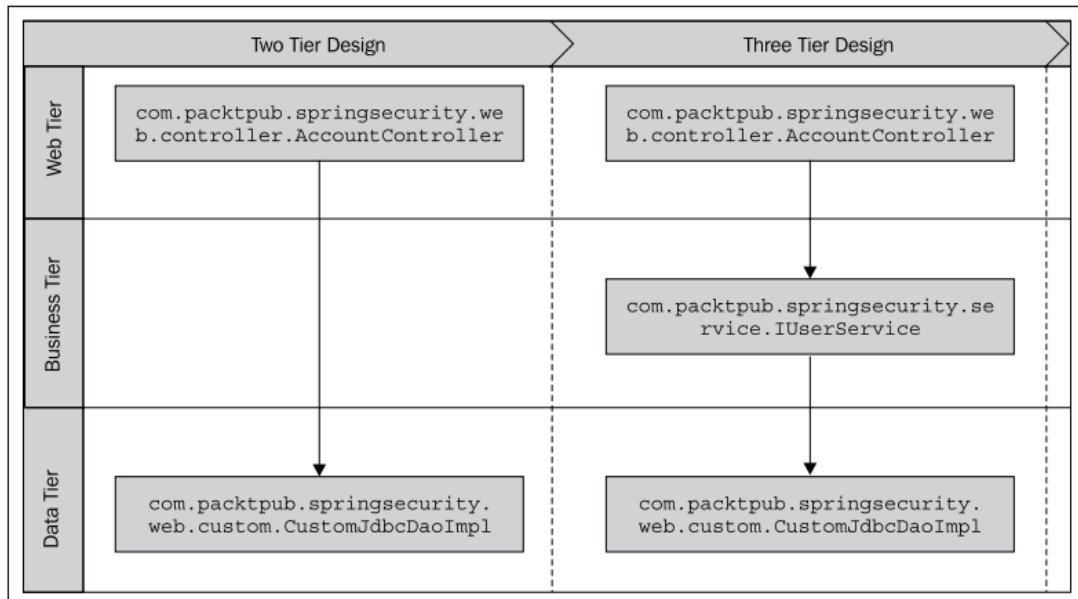 Two Tier Design
Three Tier Design
Web Tier
com.packtpub.springsecurity.we
b.controller.AccountController
com.packtpub.springsecurity.we
b.controller.AccountController
Business Tier
com.packtpub.springsecurity.se
rvice.IUserService
Data Tier
com.packtpub.springsecurity.
web.custom.CustomJdbcDaoImpl
com.packtpub.springsecurity.
web.custom.CustomJdbcDaoImpl